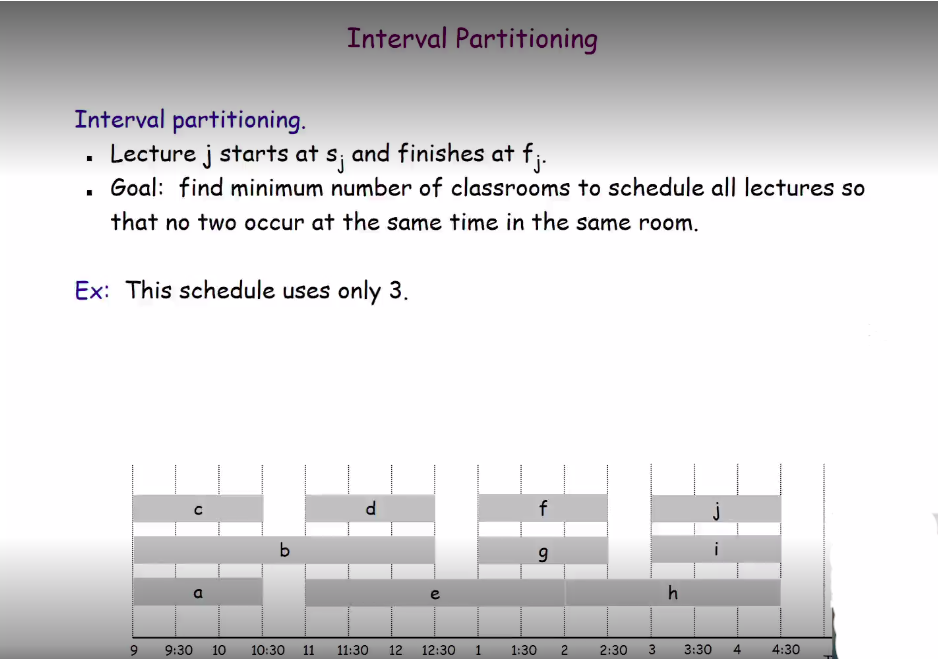 Interval Partitioning
Interval partitioning.
▪ Lecture j starts at sj and finishes at fj.
▪ Goal: find minimum number of classrooms to schedule all lectures so
that no two occur at the same time in the same room.
Ex: This schedule uses only 3.
c d f j
b g i
a e h
9 9:30 10 10:30 11 11:30 12 12:30 1 1:30 2 2:30 3 3:30 4 4:30